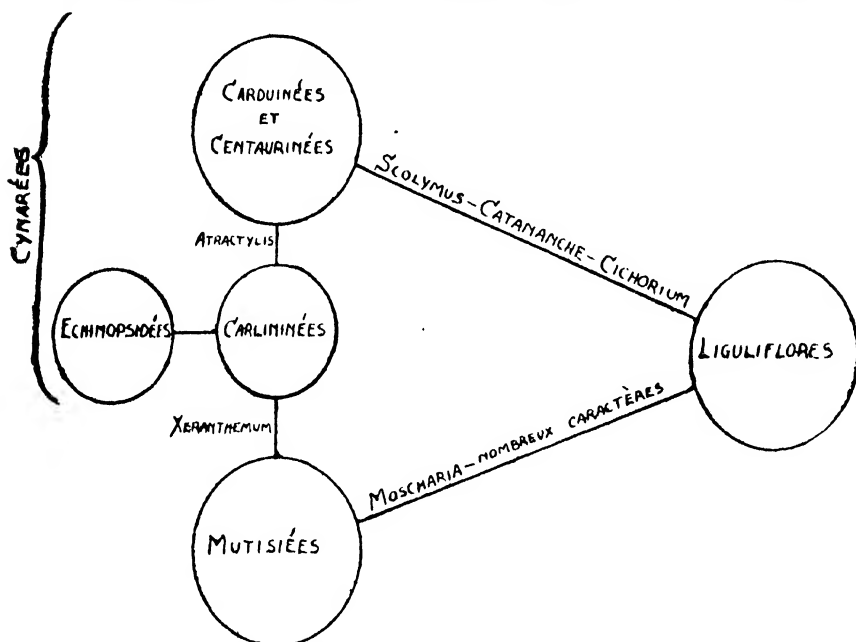 CYNARÉES
CARDUINÉES
ET
CENTAURINÉES
SCOLYMUS-CATANANCHE-CICHORIUM
ATRACTYLIS
ECHINOPSIDÉES
CARLININÉES
LIGULIFLORES
XERANTHEMUM
MOSCHARIA-NOMBREUX CARACTÈRES
MUTISIÉES